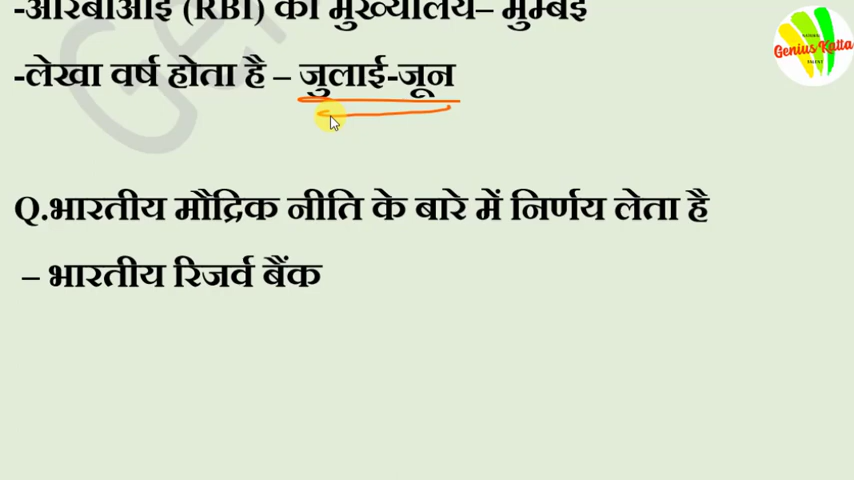 -आरबीआई (RBI) का मुख्यालय– मुम्बई
-लेखा वर्ष होता है – जुलाई-जून
Genius Katta
Q.भारतीय मौद्रिक नीति के बारे में निर्णय लेता है
– भारतीय रिजर्व बैंक